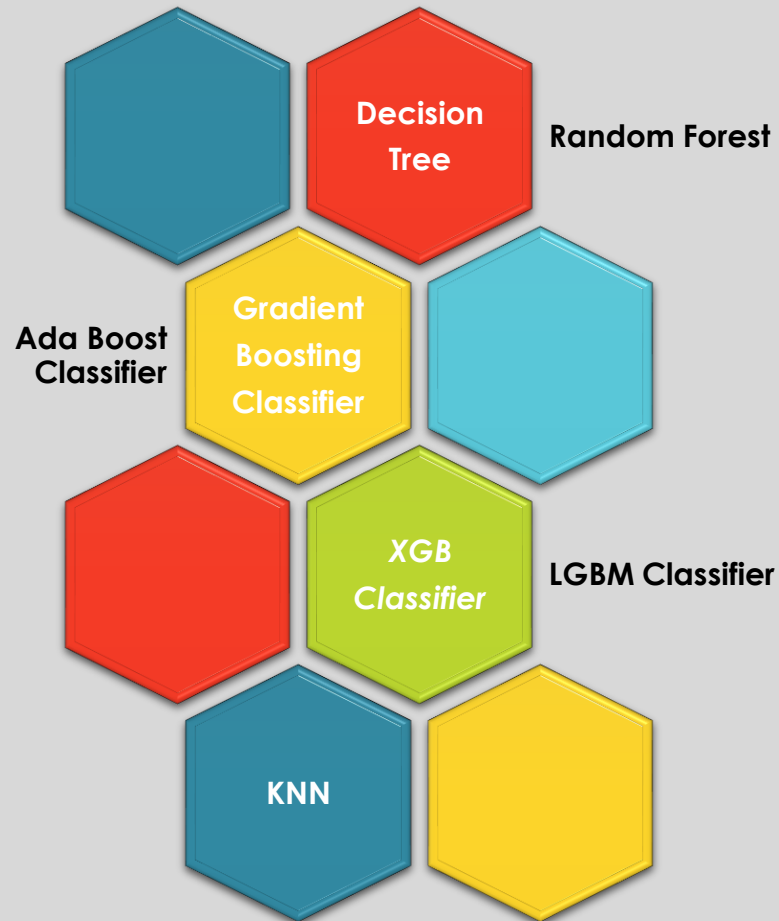 Decision
Tree
Random Forest
Ada Boost
Classifier
Gradient
Boosting
Classifier
XGB
Classifier
LGBM Classifier
KNN